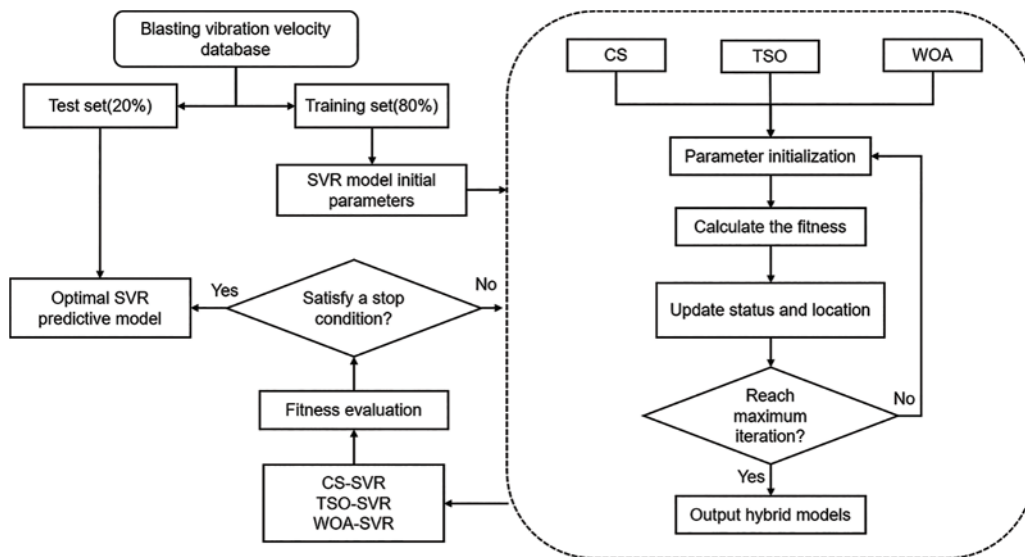 Blasting vibration velocity
database
Test set(20%)
Training set(80%)
SVR model initial
parameters
Optimal SVR
predictive model
Yes
Satisfy a stop
condition?
No
Fitness evaluation
CS-SVR
TSO-SVR
WOA-SVR
CS
TSO
WOA
Parameter initialization
Calculate the fitness
Update status and location
Reach
maximum
iteration?
No
Yes
Output hybrid models